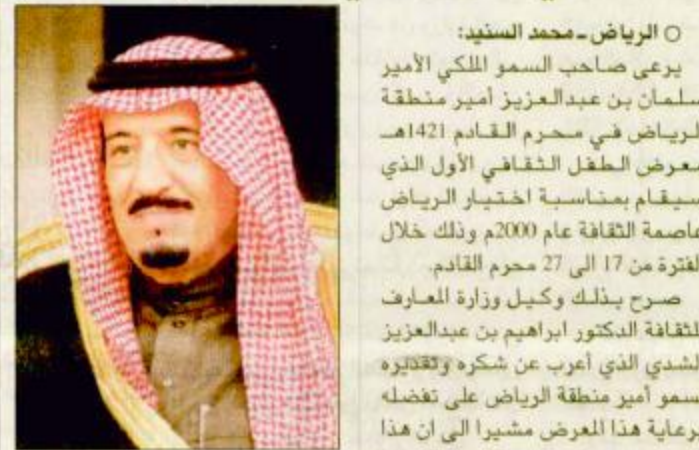 ○ الرياض ـ محمد السنيد:
يرعى صاحب السمو الملكي الأمير
سلمان بن عبدالعزيز أمير منطقة
الرياض في محرم القادم 1421هـ
معرض الطفل الثقافي الأول الذي
سيقام بمناسبة اختيار الرياض
عاصمة الثقافة عام 2000م وذلك خلال
الفترة من 17 الى 27 محرم القادم.
صرح بذلك وكيل وزارة المعارف
للثقافة الدكتور ابراهيم بن عبدالعزيز
الشدي الذي أعرب عن شكره وتقديره
لسمو أمير منطقة الرياض على تفضله
برعاية هذا المعرض مشيرا الى ان هذا